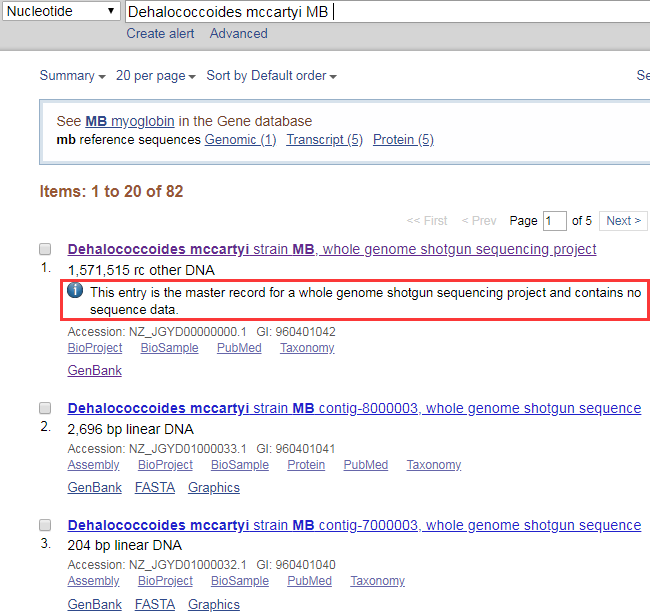 Nucleotide Dehalococcoides mccartyi MB
Create alert Advanced
Summary 20 per page Sort by Default order Se
See MB myoglobin in the Gene database
mb reference sequences Genomic (1) Transcript (5) Protein (5)
Items: 1 to 20 of 82
<< First < Prev Page 1 of 5 Next >
Dehalococcoides mccartyi strain MB, whole genome shotgun sequencing project
1. 1,571,515 rc other DNA
i This entry is the master record for a whole genome shotgun sequencing project and contains no
sequence data.
Accession: NZ_JGYD00000000.1 GI: 960401042
BioProject BioSample PubMed Taxonomy
GenBank
Dehalococcoides mccartyi strain MB contig-8000003, whole genome shotgun sequence
2. 2,696 bp linear DNA
Accession: NZ_JGYD01000033.1 GI: 960401041
Assembly BioProject BioSample Protein PubMed Taxonomy
GenBank FASTA Graphics
Dehalococcoides mccartyi strain MB contig-7000003, whole genome shotgun sequence
3. 204 bp linear DNA
Accession: NZ_JGYD01000032.1 GI: 960401040
Assembly BioProject BioSample PubMed Taxonomy
GenBank FASTA Graphics